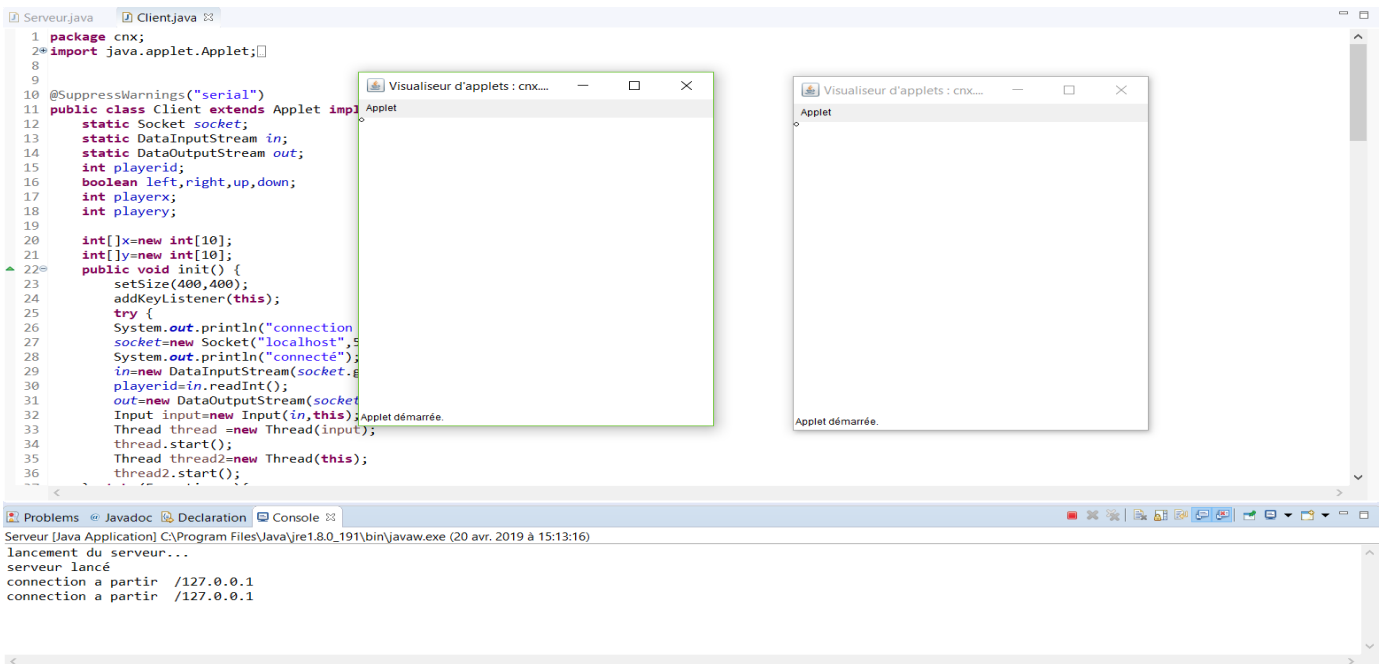 Serveur.java Client.java
1 package cnx;
2 import java.applet.Applet;
8
9
10 @SuppressWarnings("serial")
11 public class Client extends Applet impl
12 static Socket socket;
13 static DataInputStream in;
14 static DataOutputStream out;
15 int playerid;
16 boolean left,right,up,down;
17 int playerx;
18 int playery;
19
20 int[]x=new int[10];
21 int[]y=new int[10];
22 public void init() {
23 setSize(400,400);
24 addKeyListener(this);
25 try {
26 System.out.println("connection
27 socket=new Socket("localhost",5
28 System.out.println("connecté");
29 in=new DataInputStream(socket.g
30 playerid=in.readInt();
31 out=new DataOutputStream(socket
32 Input input=new Input(in,this);
33 Thread thread =new Thread(input);
34 thread.start();
35 Thread thread2=new Thread(this);
36 thread2.start();
Visualiseur d'applets : cnx....
Applet
Applet démarrée.
Visualiseur d'applets : cnx....
Applet
Applet démarrée.
Problems @ Javadoc Declaration Console
Serveur [Java Application] C:\Program Files\Java\jre1.8.0_191\bin\javaw.exe (20 avr. 2019 à 15:13:16)
lancement du serveur...
serveur lancé
connection a partir /127.0.0.1
connection a partir /127.0.0.1